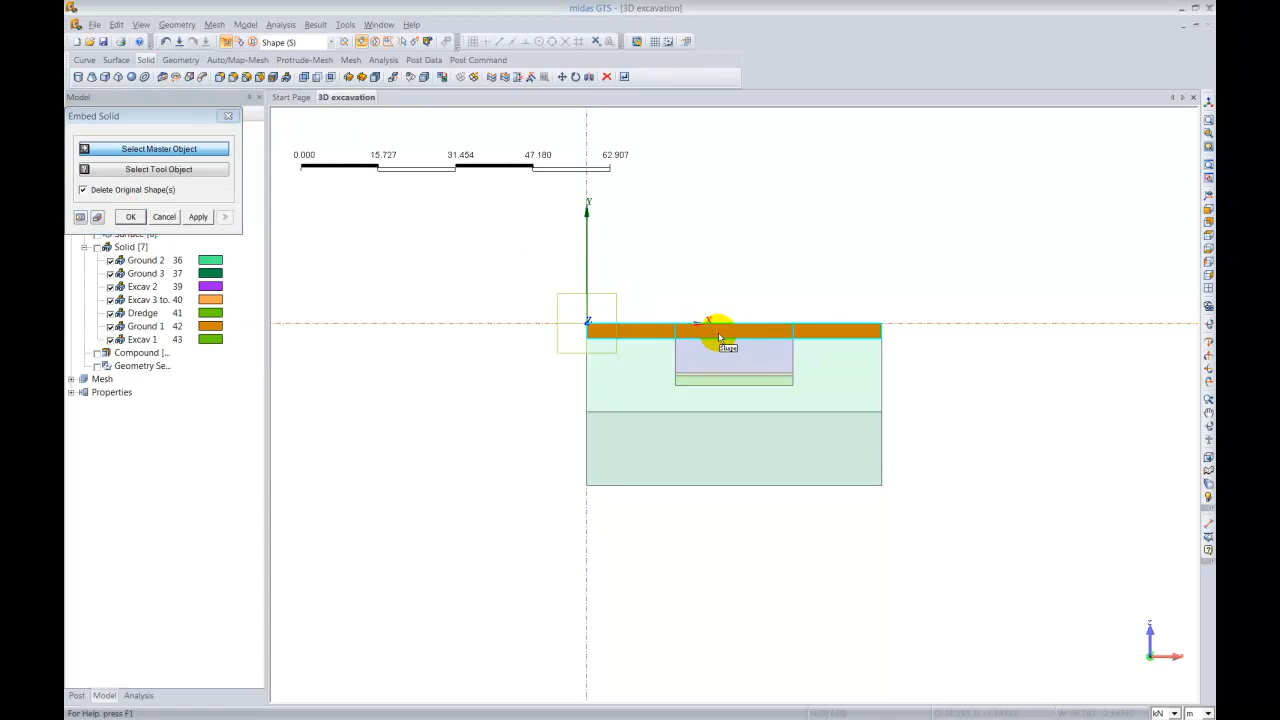 midas GTS - [3D excavation]
File Edit View Geometry Mesh Model Analysis Result Tools Window Help
Shape (S)
Curve Surface Solid Geometry Auto/Map-Mesh Protrude-Mesh Mesh Analysis Post Data Post Command
Model
Start Page 3D excavation
Embed Solid
Select Master Object
Select Tool Object
Delete Original Shape(s)
OK Cancel Apply
Solid [7]
Ground 2 36
Ground 3 37
Excav 2 39
Excav 3 to. 40
Dredge 41
Ground 1 42
Excav 1 43
Compound [...
Geometry Se...
Mesh
Properties
0.000 15.727 31.454 47.180 62.907
Y
X
Z
Shape
Z
Post Model Analysis
For Help, press F1
kN m